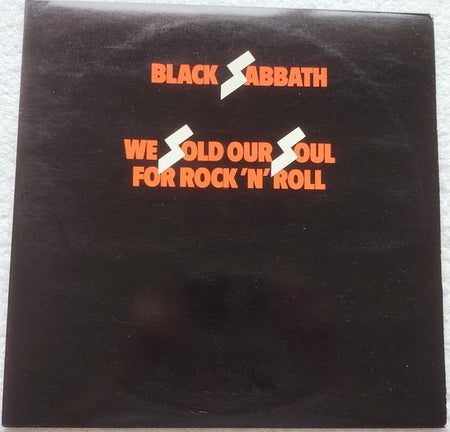 BLACK SABBATH
WE SOLD OUR SOUL
FOR ROCK 'N' ROLL